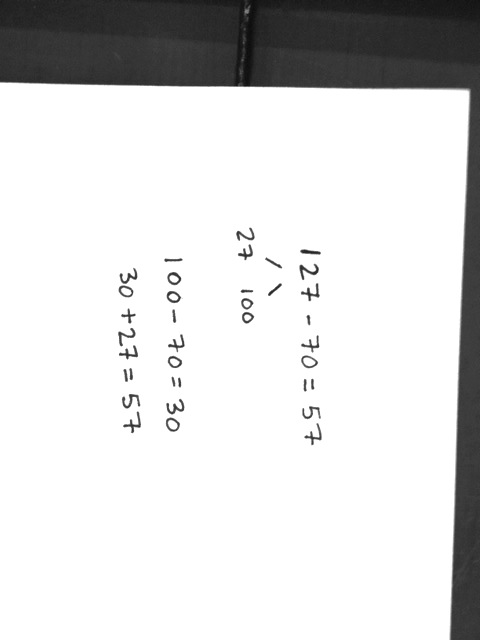 127 - 70 = 57
/ \
27 100
100 - 70 = 30
30 + 27 = 57